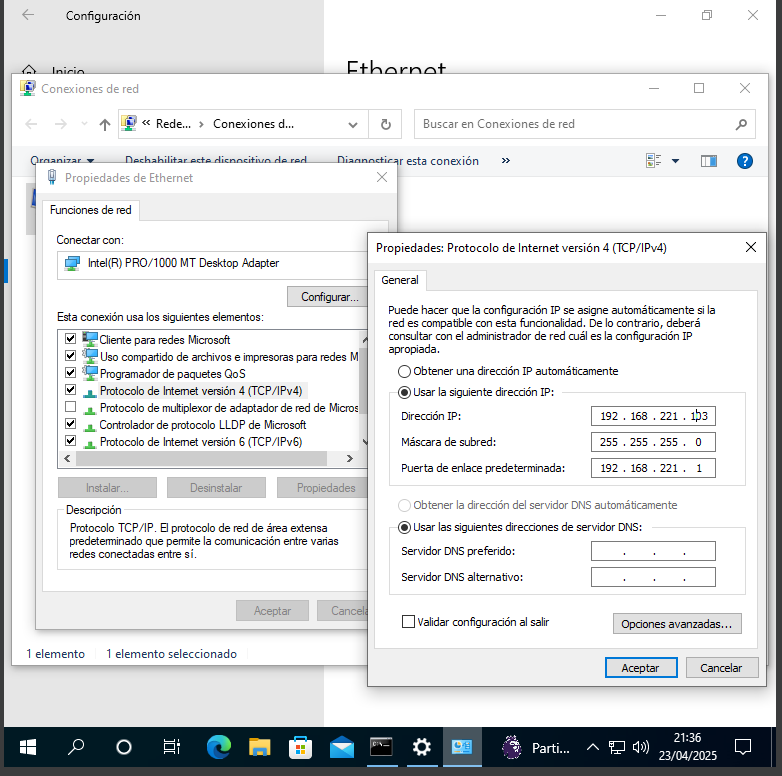 Configuración
Inicio
Ethernet
Conexiones de red
Rede...
Conexiones d...
Buscar en Conexiones de red
Organizar
Deshabilitar este dispositivo de red
Diagnosticar esta conexión
»
Propiedades de Ethernet
Funciones de red
Conectar con:
Intel(R) PRO/1000 MT Desktop Adapter
Configurar...
Esta conexión usa los siguientes elementos:
Cliente para redes Microsoft
Uso compartido de archivos e impresoras para redes M
Programador de paquetes QoS
Protocolo de Internet versión 4 (TCP/IPv4)
Protocolo de multiplexor de adaptador de red de Micros
Controlador de protocolo LLDP de Microsoft
Protocolo de Internet versión 6 (TCP/IPv6)
Instalar...
Desinstalar
Propiedades
Descripción
Protocolo TCP/IP. El protocolo de red de área extensa
predeterminado que permite la comunicación entre varias
redes conectadas entre sí.
Aceptar
Cancela
1 elemento
1 elemento seleccionado
Propiedades: Protocolo de Internet versión 4 (TCP/IPv4)
General
Puede hacer que la configuración IP se asigne automáticamente si la
red es compatible con esta funcionalidad. De lo contrario, deberá
consultar con el administrador de red cuál es la configuración IP
apropiada.
Obtener una dirección IP automáticamente
Usar la siguiente dirección IP:
Dirección IP: 192 . 168 . 221 . 103
Máscara de subred: 255 . 255 . 255 . 0
Puerta de enlace predeterminada: 192 . 168 . 221 . 1
Obtener la dirección del servidor DNS automáticamente
Usar las siguientes direcciones de servidor DNS:
Servidor DNS preferido: . . .
Servidor DNS alternativo: . . .
Validar configuración al salir
Opciones avanzadas...
Aceptar
Cancelar
Parti...
21:36
23/04/2025